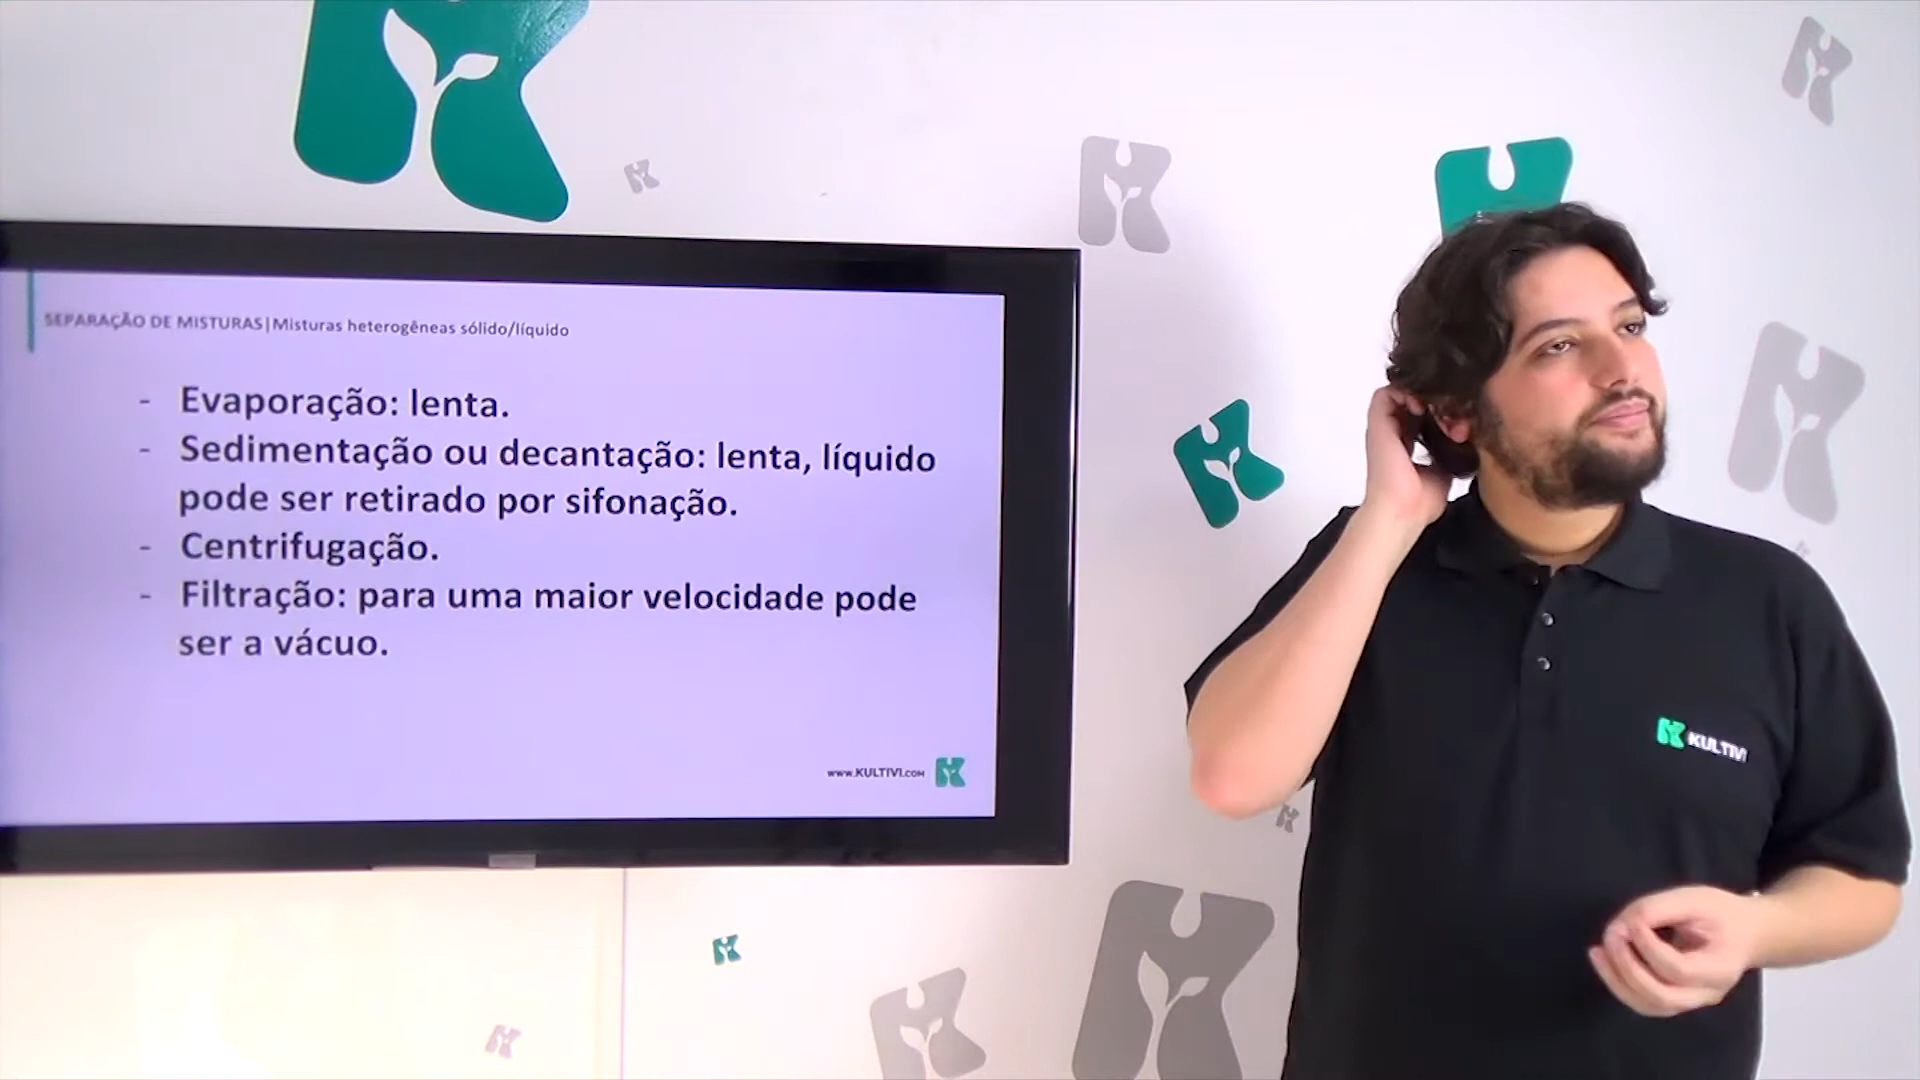 SEPARAÇÃO DE MISTURAS|Misturas heterogêneas sólido/líquido
- Evaporação: lenta.
- Sedimentação ou decantação: lenta, líquido
pode ser retirado por sifonação.
- Centrifugação.
- Filtração: para uma maior velocidade pode
ser a vácuo.
www.KULTIVI.COM
KULTIVI